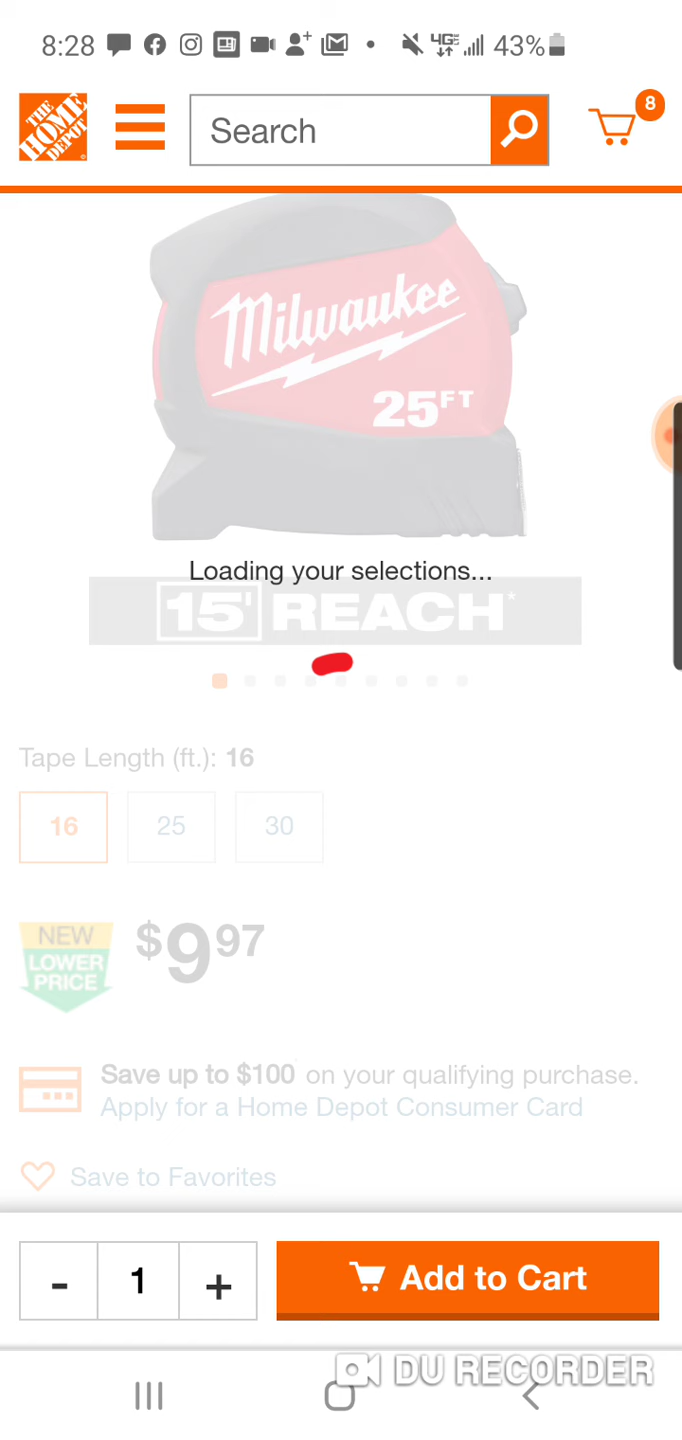 8:28
4GE
43%
THE
HOME
DEPOT
Search
8
Milwaukee
25FT
Loading your selections...
15' REACH*
Tape Length (ft.): 16
16 25 30
NEW
LOWER
PRICE
$9 97
Save up to $100 on your qualifying purchase.
Apply for a Home Depot Consumer Card
Save to Favorites
- 1 + Add to Cart
DU RECORDER